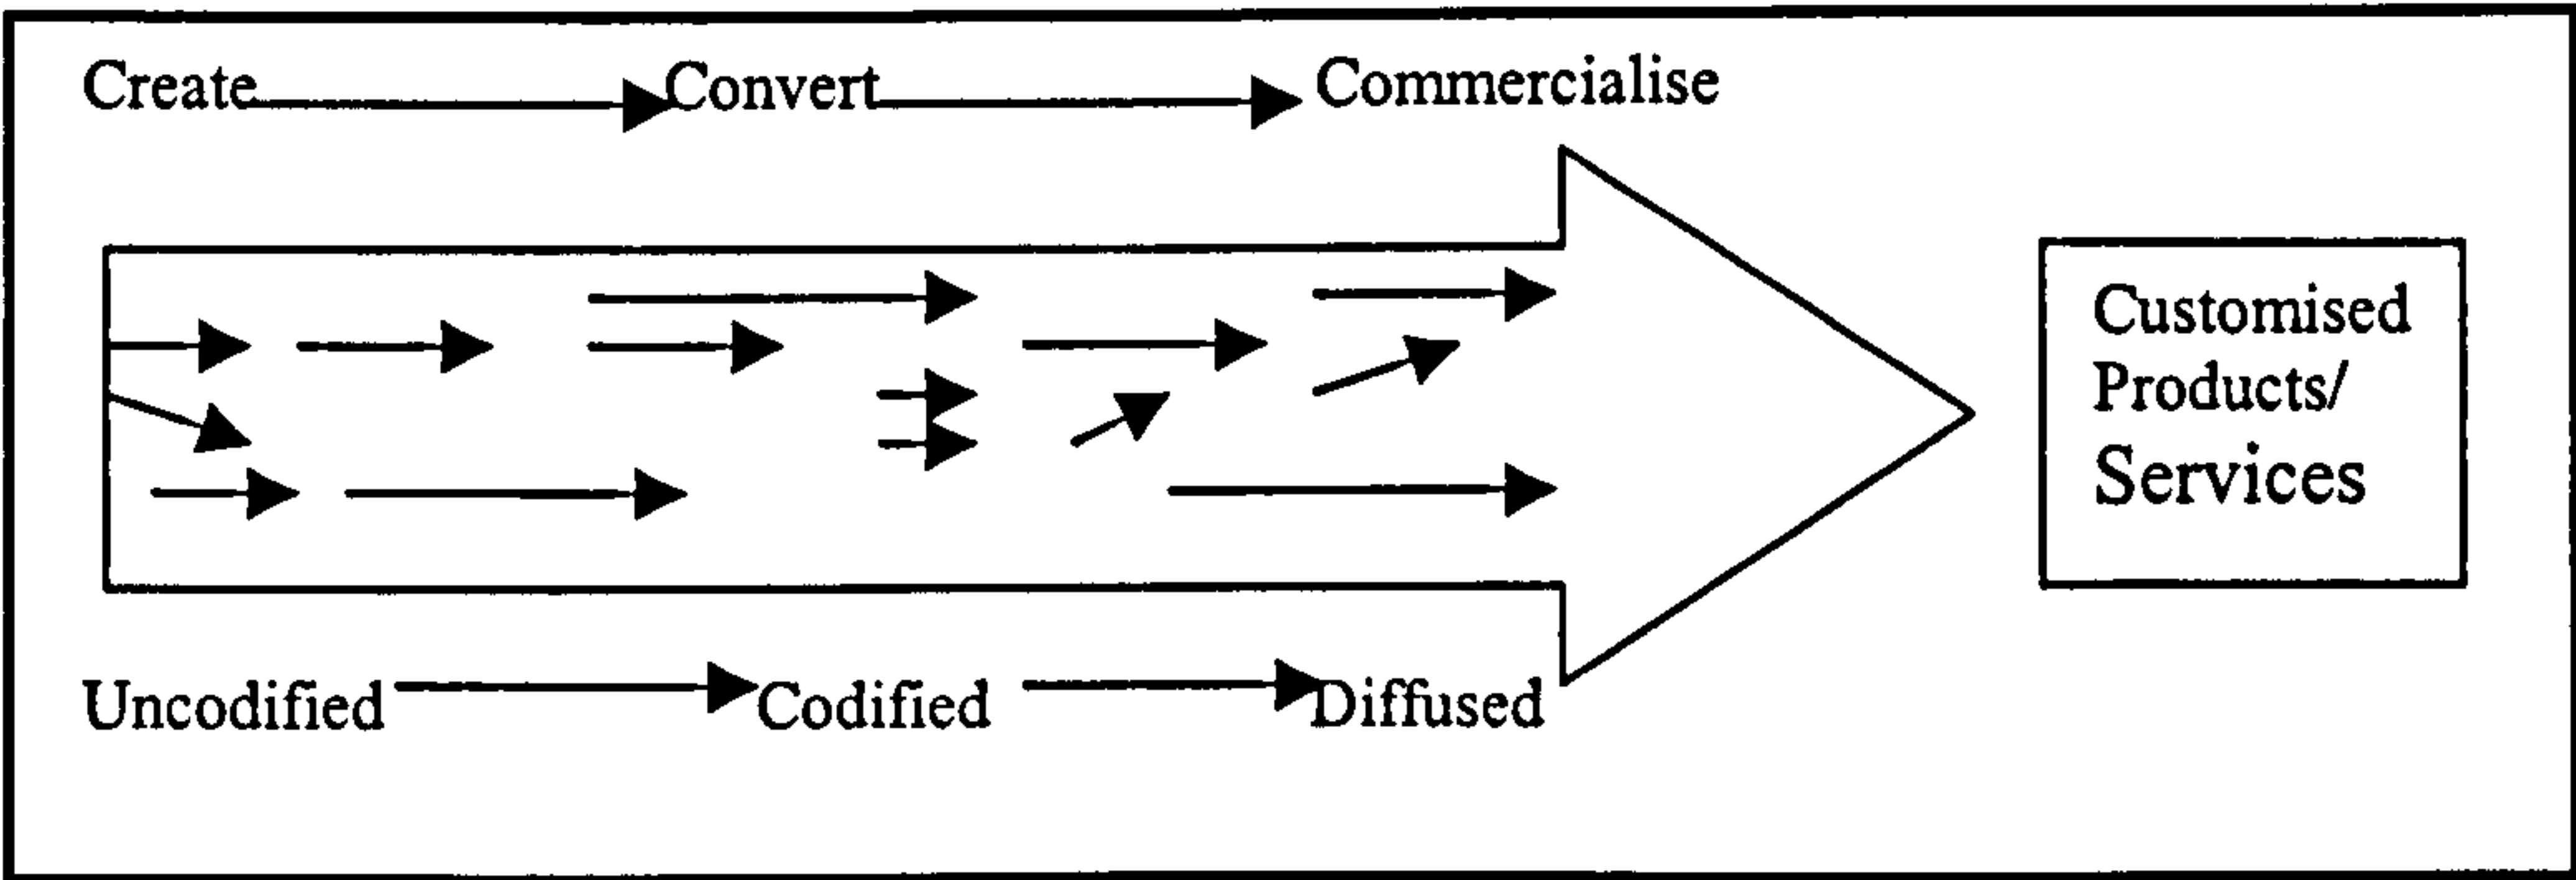 Create Convert Commercialise
Customised
Products/
Services
Uncodified Codified Diffused